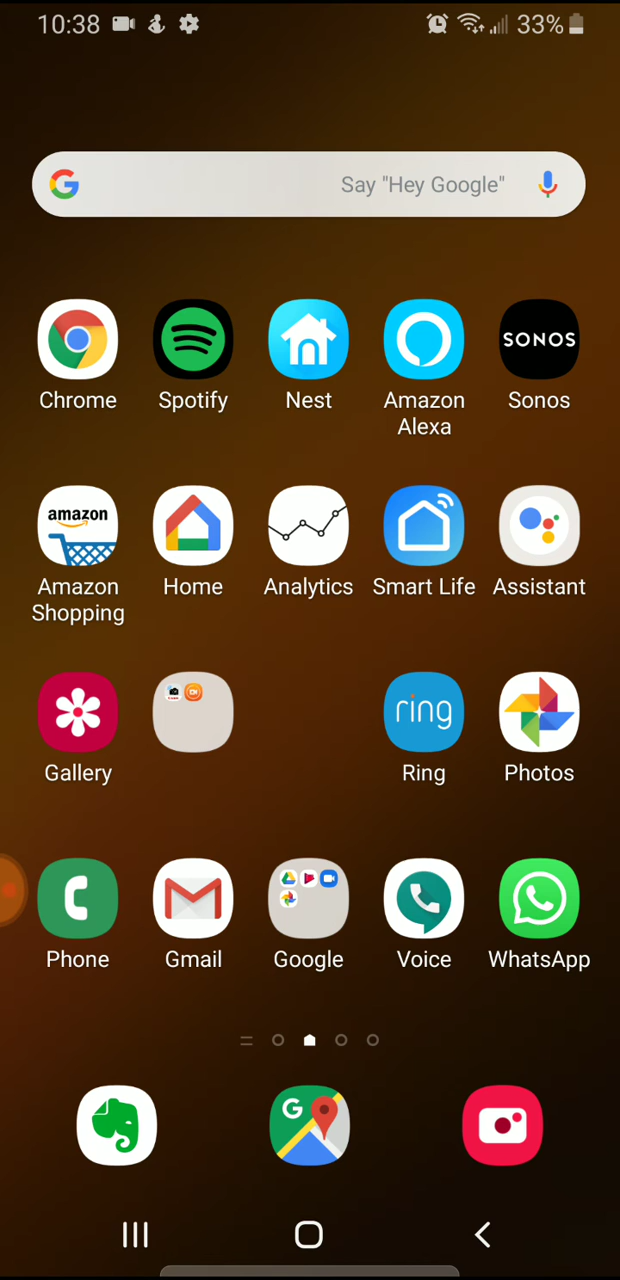 10:38
33%
Say "Hey Google"
SONOS
Chrome
Spotify
Nest
Amazon
Alexa
Sonos
amazon
Amazon
Shopping
Home
Analytics
Smart Life
Assistant
ring
Gallery
Ring
Photos
Phone
Gmail
Google
Voice
WhatsApp
G